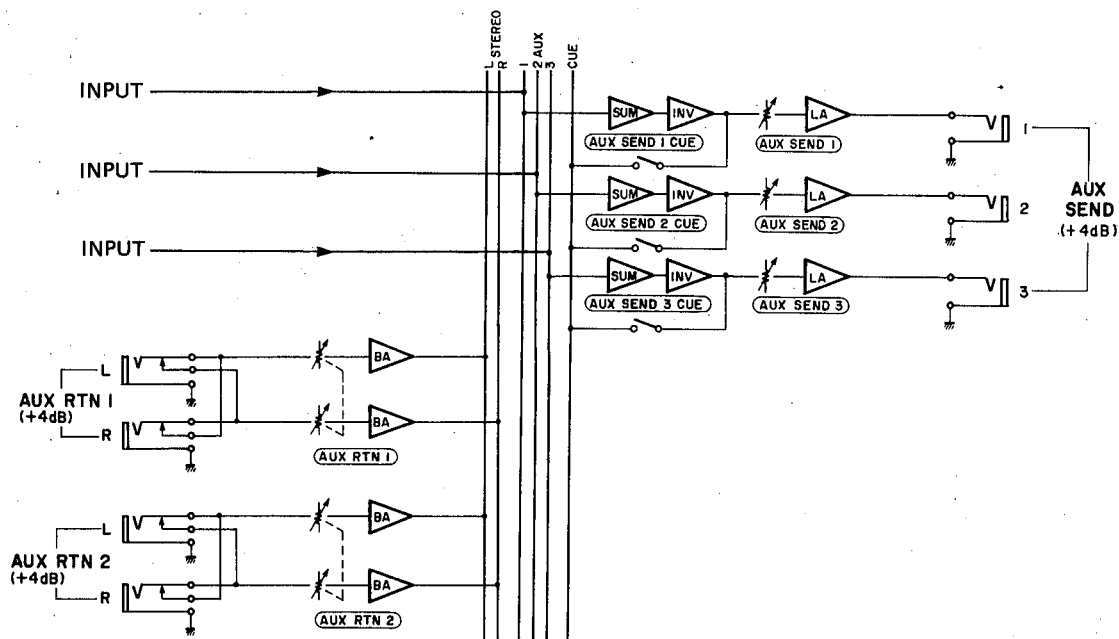 L STEREO
R
1
2 AUX
3
CUE
INPUT
SUM
INV
LA
1
AUX SEND 1 CUE
AUX SEND 1
INPUT
SUM
INV
LA
2
AUX SEND 2 CUE
AUX SEND 2
AUX
SEND
(+4dB)
INPUT
SUM
INV
LA
3
AUX SEND 3 CUE
AUX SEND 3
L
V
BA
AUX RTN 1
(+4dB)
R
V
BA
AUX RTN 1
L
V
BA
AUX RTN 2
(+4dB)
R
V
BA
AUX RTN 2